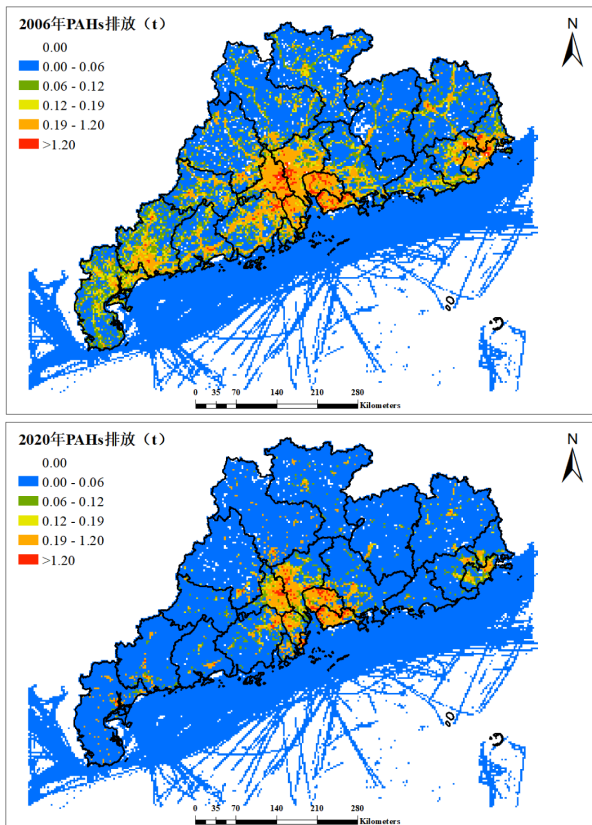 2006年PAHs排放（t）
N
0.00
0.00 - 0.06
0.06 - 0.12
0.12 - 0.19
0.19 - 1.20
>1.20
0 35 70 140 210 280
Kilometers
2020年PAHs排放（t）
N
0.00
0.00 - 0.06
0.06 - 0.12
0.12 - 0.19
0.19 - 1.20
>1.20
0 35 70 140 210 280
Kilometers